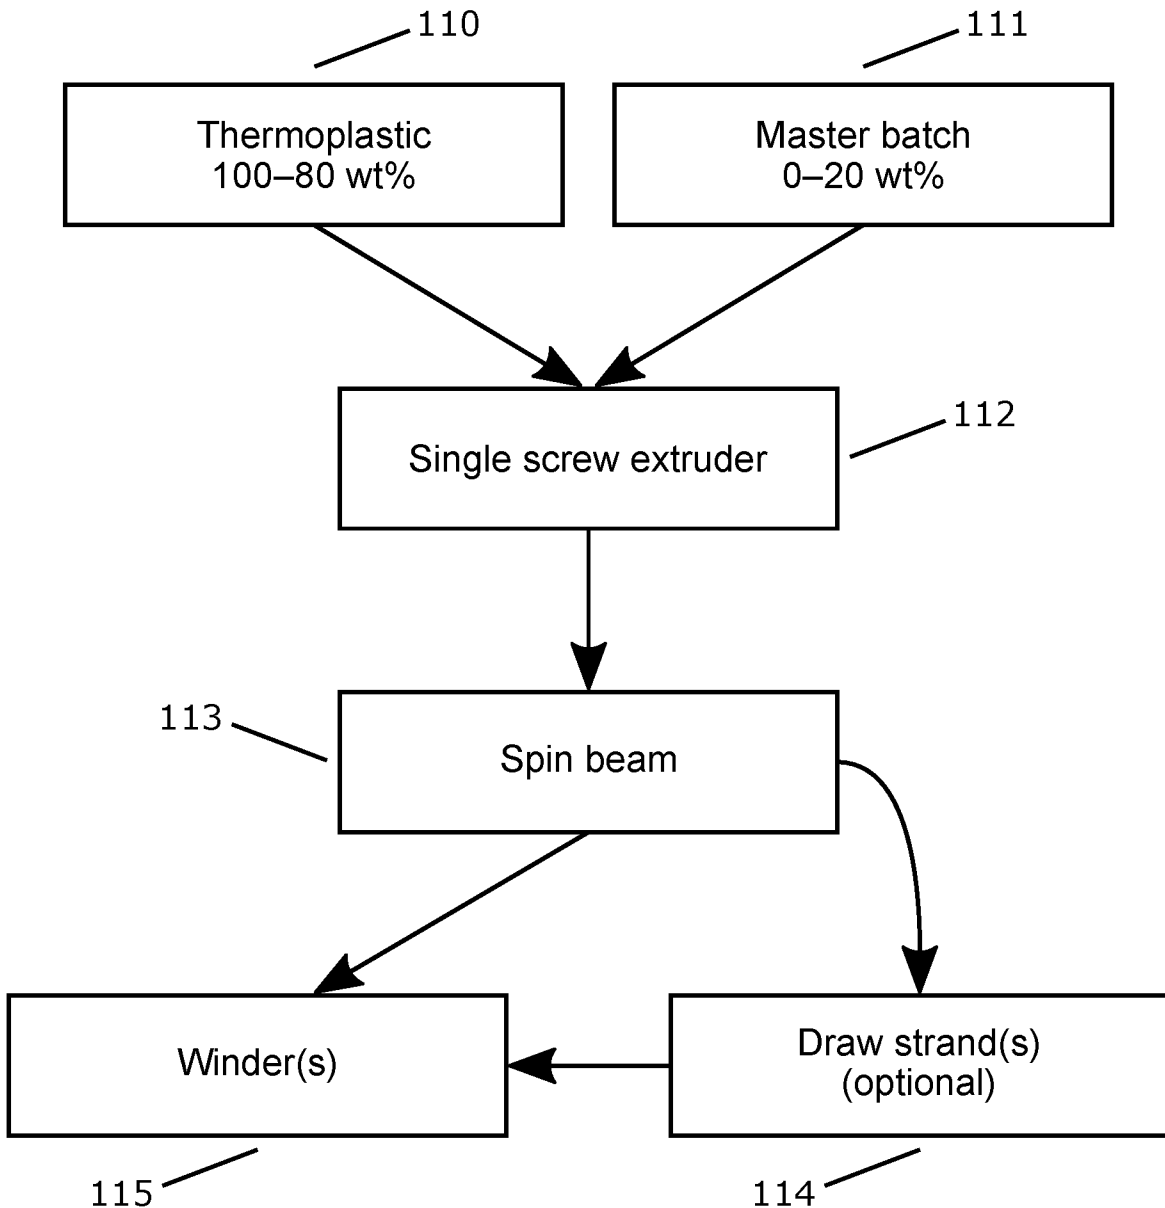 110
111
Thermoplastic
100–80 wt%
Master batch
0–20 wt%
112
Single screw extruder
113
Spin beam
Winder(s)
Draw strand(s)
(optional)
115
114